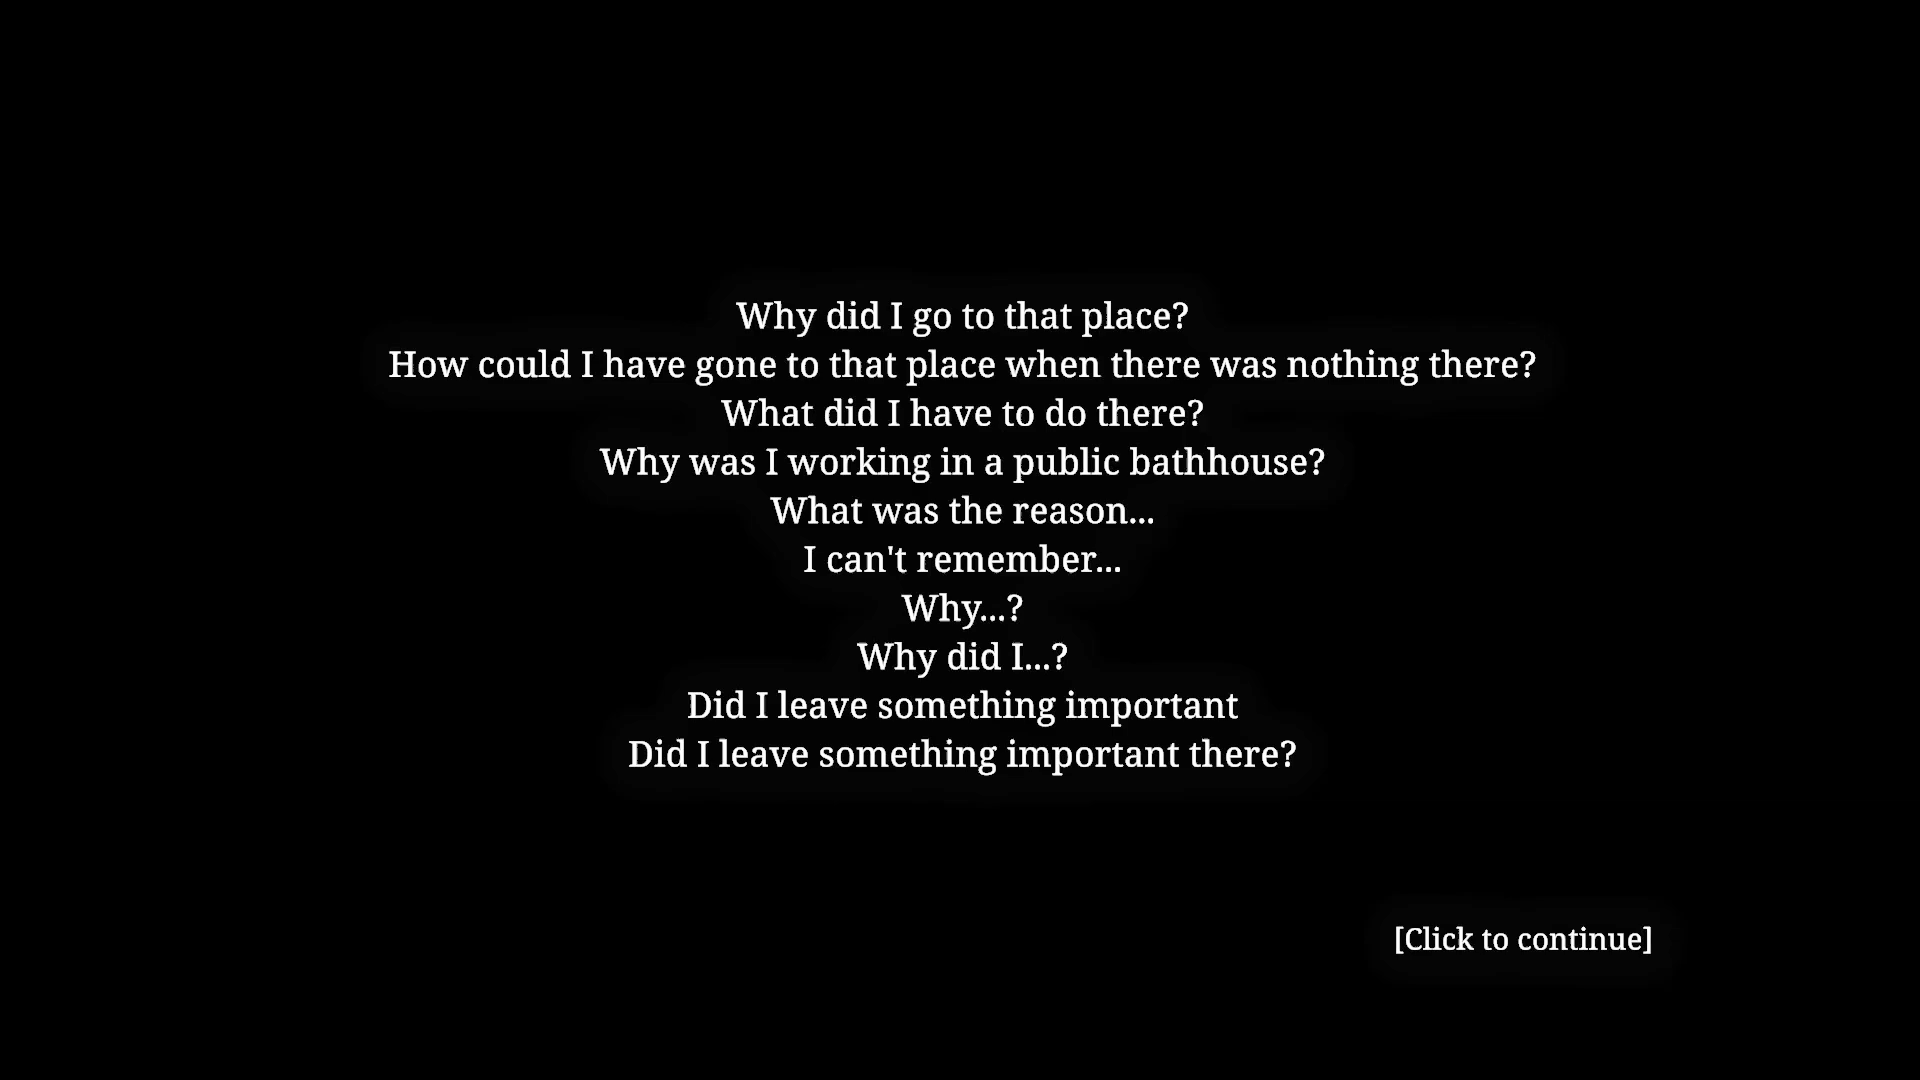 Why did I go to that place?
How could I have gone to that place when there was nothing there?
What did I have to do there?
Why was I working in a public bathhouse?
What was the reason...
I can't remember...
Why...?
Why did I...?
Did I leave something important
Did I leave something important there?
[Click to continue]